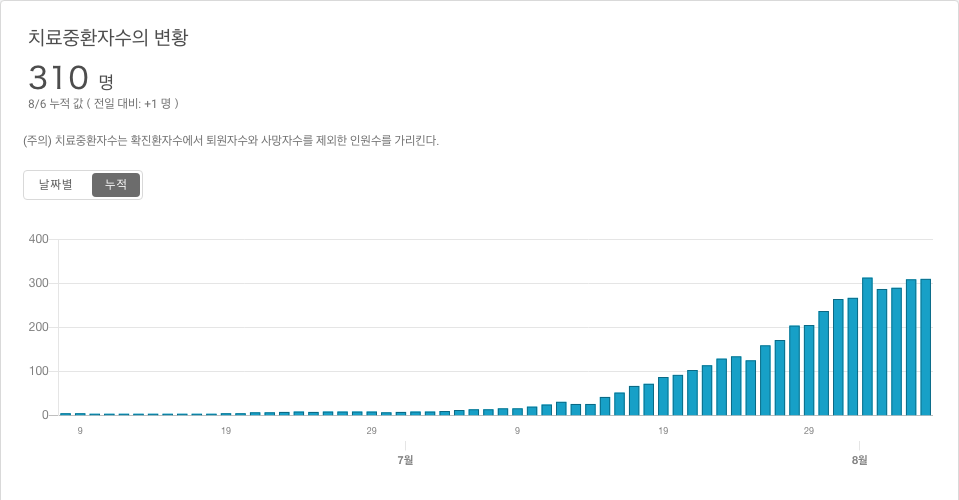 치료중환자수의 변황
310 명
8/6 누적 값 ( 전일 대비: +1 명 )
(주의) 치료중환자수는 확진환자수에서 퇴원자수와 사망자수를 제외한 인원수를 가리킨다.
날짜별 누적
400
300
200
100
0
9 19 29 9 19 29
7월 8월